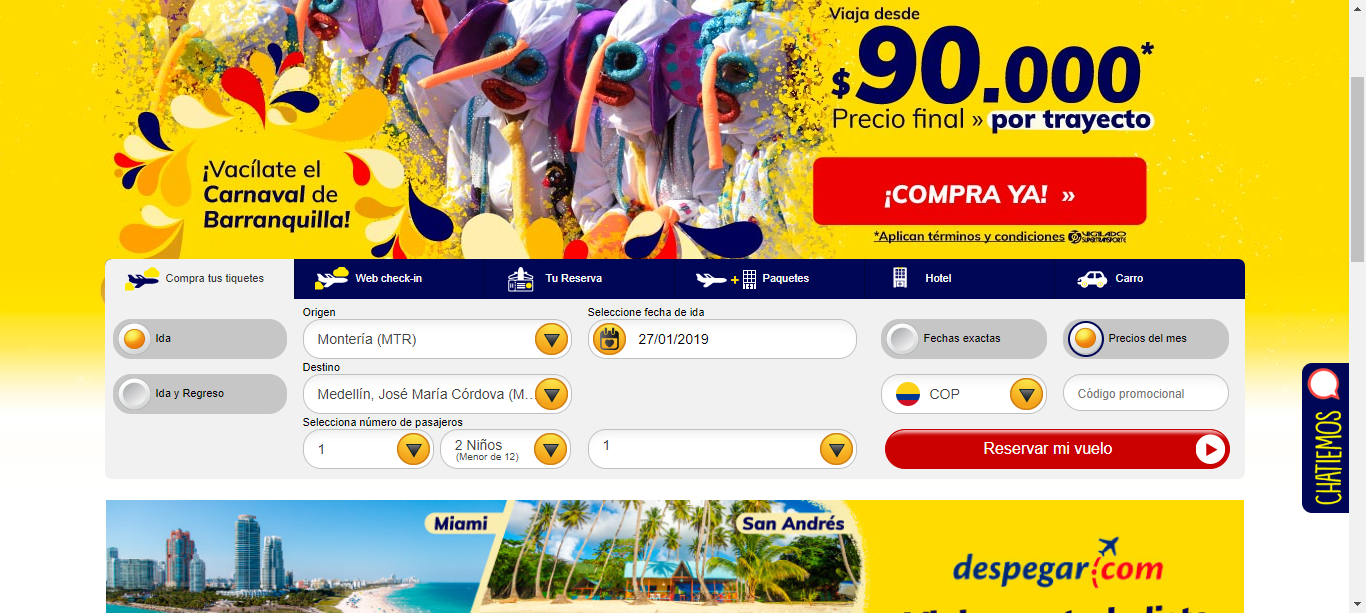 Viaja desde
$90.000*
Precio final » por trayecto
¡Vacílate el
Carnaval de
Barranquilla!
¡COMPRA YA! »
*Aplican términos y condiciones VIGILADO SUPERTRANSPORTE
Compra tus tiquetes
Web check-in
Tu Reserva
Paquetes
Hotel
Carro
Origen
Seleccione fecha de ida
Ida
Montería (MTR)
27/01/2019
Fechas exactas
Precios del mes
Destino
Ida y Regreso
Medellín, José María Córdova (M...
COP
Código promocional
Selecciona número de pasajeros
1
2 Niños
(Menor de 12)
1
Reservar mi vuelo
CHATIEMOS
Miami
San Andrés
despegar.com